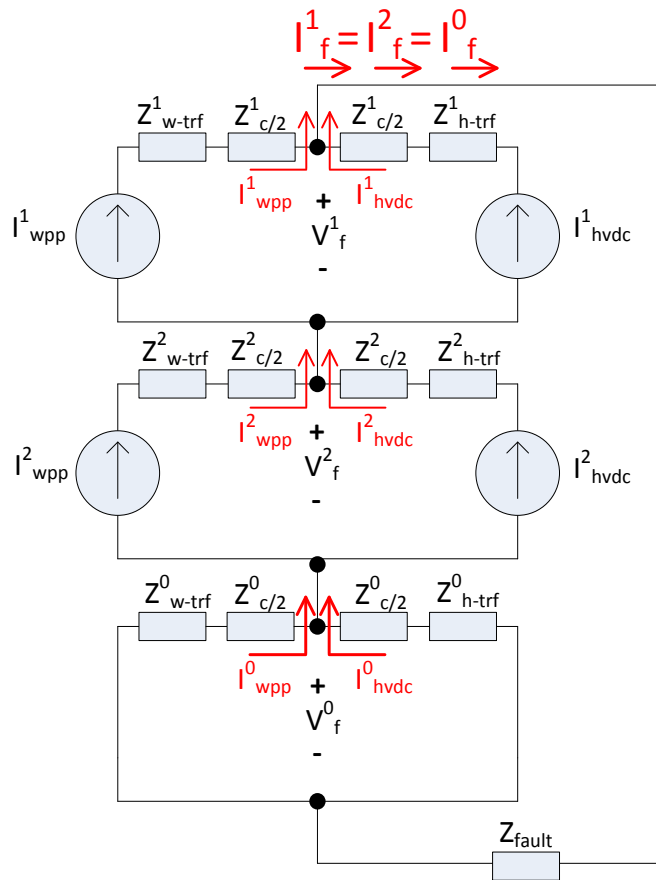 I¹f = I²f = I⁰f
Z¹w-trf Z¹c/2 Z¹c/2 Z¹h-trf
I¹wpp I¹hvdc
I¹wpp + I¹hvdc
V¹f
-
Z²w-trf Z²c/2 Z²c/2 Z²h-trf
I²wpp + I²hvdc
I²wpp V²f I²hvdc
-
Z⁰w-trf Z⁰c/2 Z⁰c/2 Z⁰h-trf
I⁰wpp + I⁰hvdc
V⁰f
-
Zfault